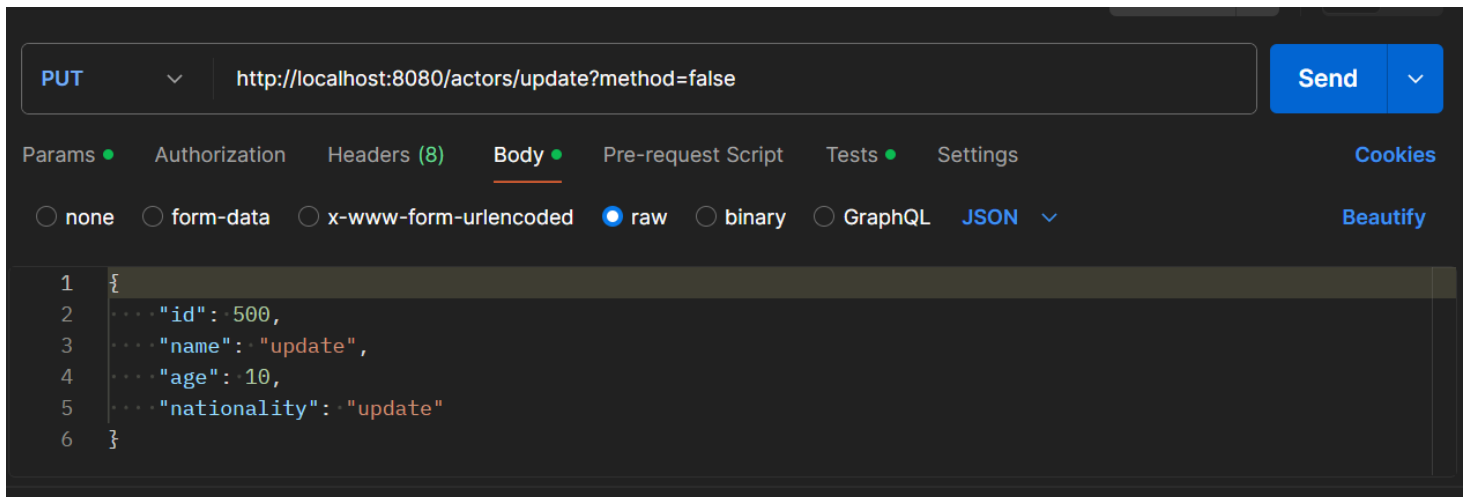 PUT http://localhost:8080/actors/update?method=false Send
Params Authorization Headers (8) Body Pre-request Script Tests Settings Cookies
none form-data x-www-form-urlencoded raw binary GraphQL JSON Beautify
1 {
2 "id": 500,
3 "name": "update",
4 "age": 10,
5 "nationality": "update"
6 }